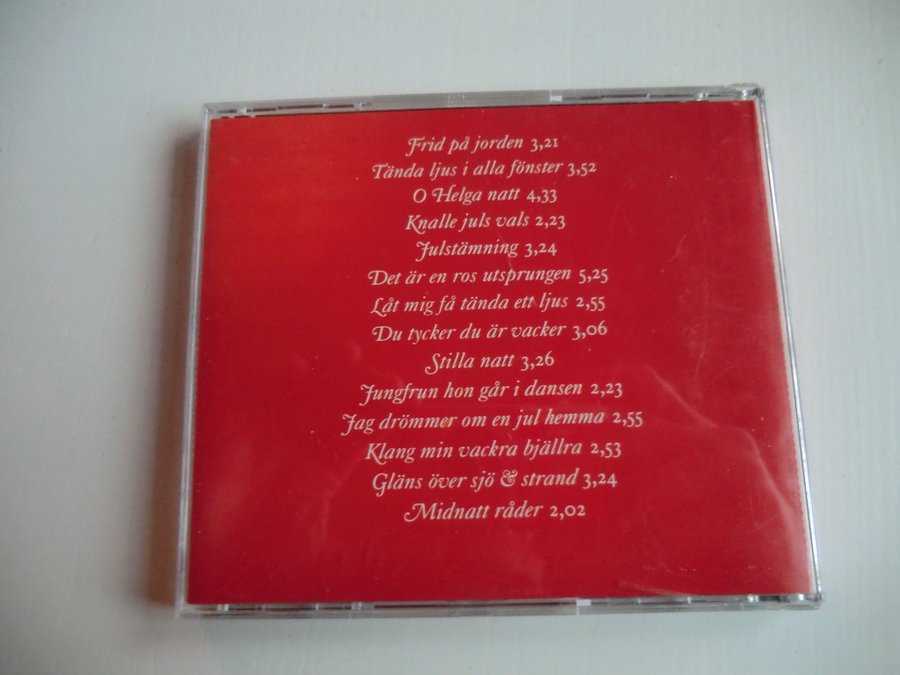 Frid på jorden 3,21
Tända ljus i alla fönster 3,52
O Helga natt 4,33
Knalle juls vals 2,23
Julstämning 3,24
Det är en ros utsprungen 5,25
Låt mig få tända ett ljus 2,55
Du tycker du är vacker 3,06
Stilla natt 3,26
Jungfrun hon går i dansen 2,23
Jag drömmer om en jul hemma 2,55
Klang min vackra bjällra 2,53
Gläns över sjö & strand 3,24
Midnatt råder 2,02